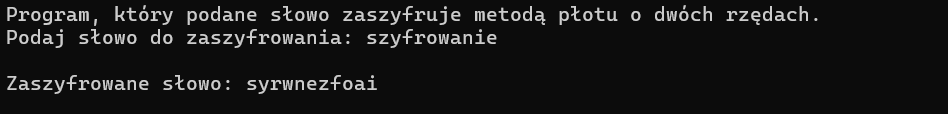 Program, który podane słowo zaszyfruje metodą płotu o dwóch rzędach.
Podaj słowo do zaszyfrowania: szyfrowanie
Zaszyfrowane słowo: syrwnezfoai